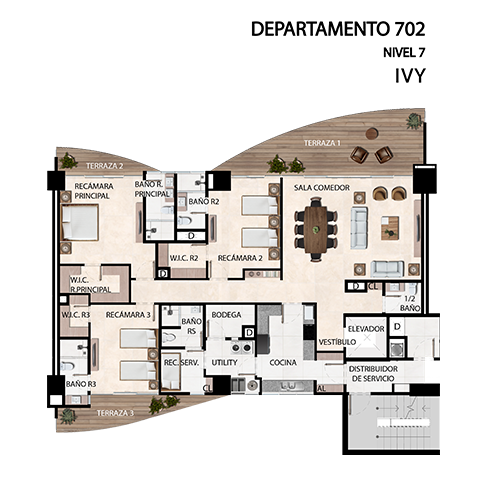 DEPARTAMENTO 702
NIVEL 7
IVY
TERRAZA 1
TERRAZA 2
RECÁMARA
PRINCIPAL
BAÑO R.
PRINCIPAL
BAÑO R2
SALA COMEDOR
D
W.I.C. R2
RECÁMARA 2
D
W.I.C.
R.PRINCIPAL
D
CL
1/2
BAÑO
W.I.C. R3
RECÁMARA 3
BAÑO
RS
BODEGA
D
ELEVADOR
D
VESTÍBULO
BAÑO R3
REC.SERV.
UTILITY
COCINA
DISTRIBUIDOR
DE SERVICIO
CL
AL
D
TERRAZA 3